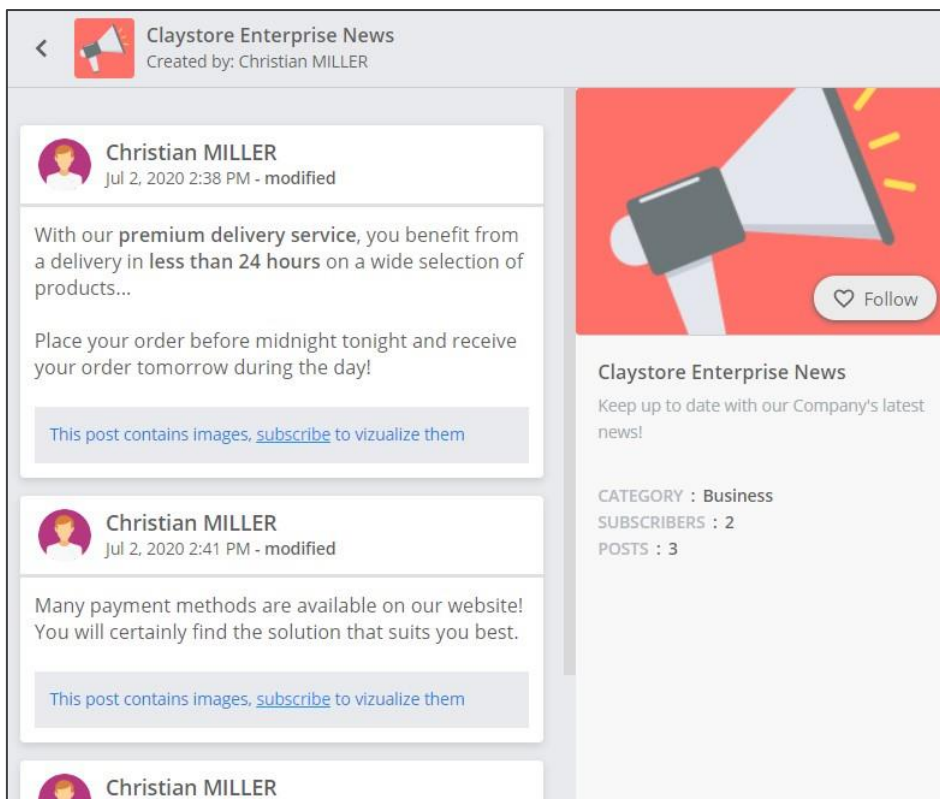 Claystore Enterprise News
Created by: Christian MILLER
Christian MILLER
Jul 2, 2020 2:38 PM - modified
With our premium delivery service, you benefit from
a delivery in less than 24 hours on a wide selection of
products...
Place your order before midnight tonight and receive
your order tomorrow during the day!
This post contains images, subscribe to vizualize them
Christian MILLER
Jul 2, 2020 2:41 PM - modified
Many payment methods are available on our website!
You will certainly find the solution that suits you best.
This post contains images, subscribe to vizualize them
Christian MILLER
Follow
Claystore Enterprise News
Keep up to date with our Company's latest
news!
CATEGORY : Business
SUBSCRIBERS : 2
POSTS : 3